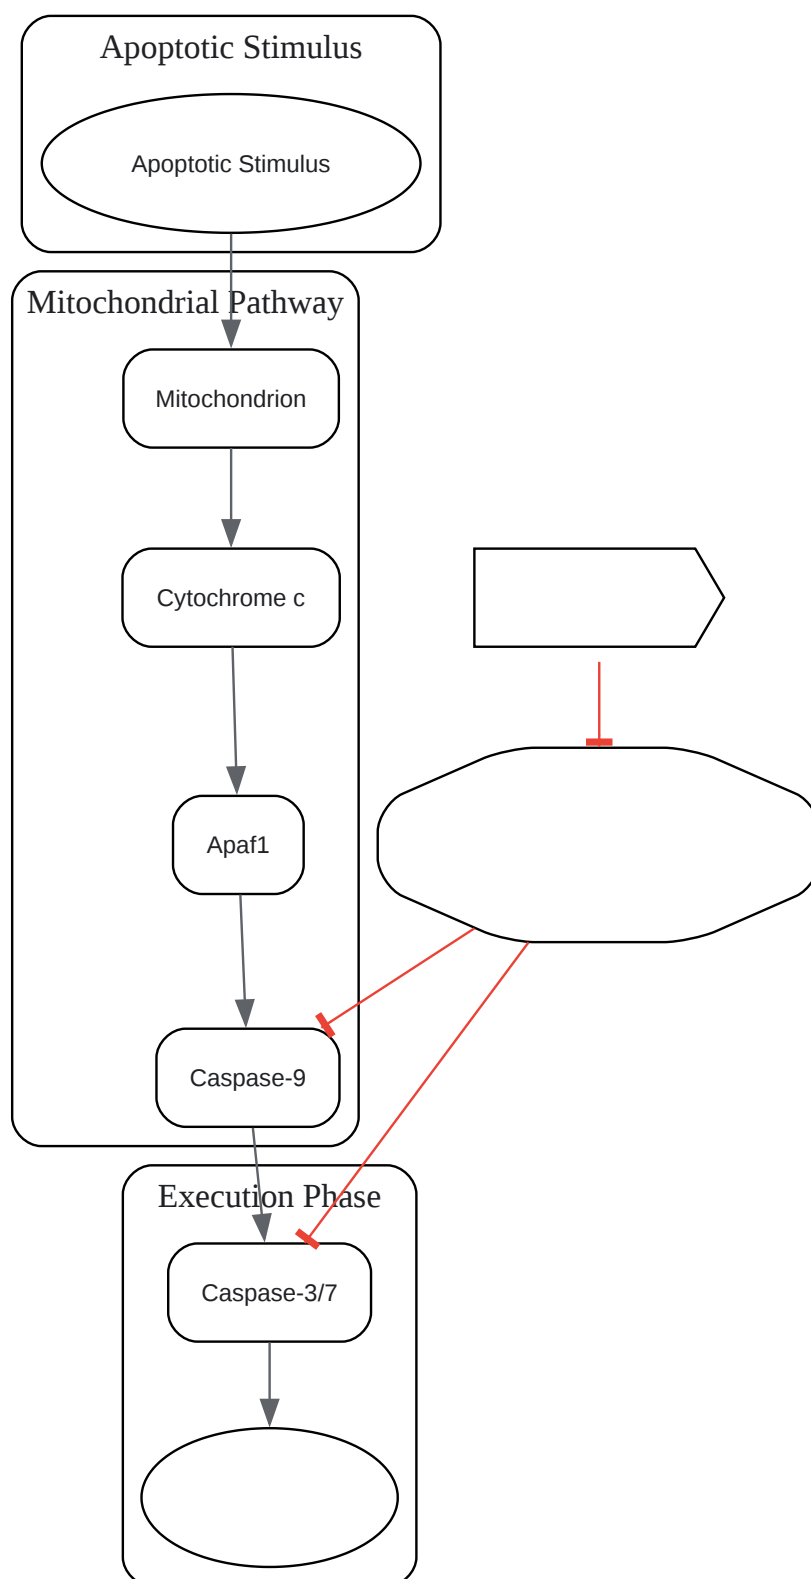 Apoptotic Stimulus
Apoptotic Stimulus
Mitochondrial Pathway
Mitochondrion
Cytochrome c
Apaf1
Caspase-9
Execution Phase
Caspase-3/7